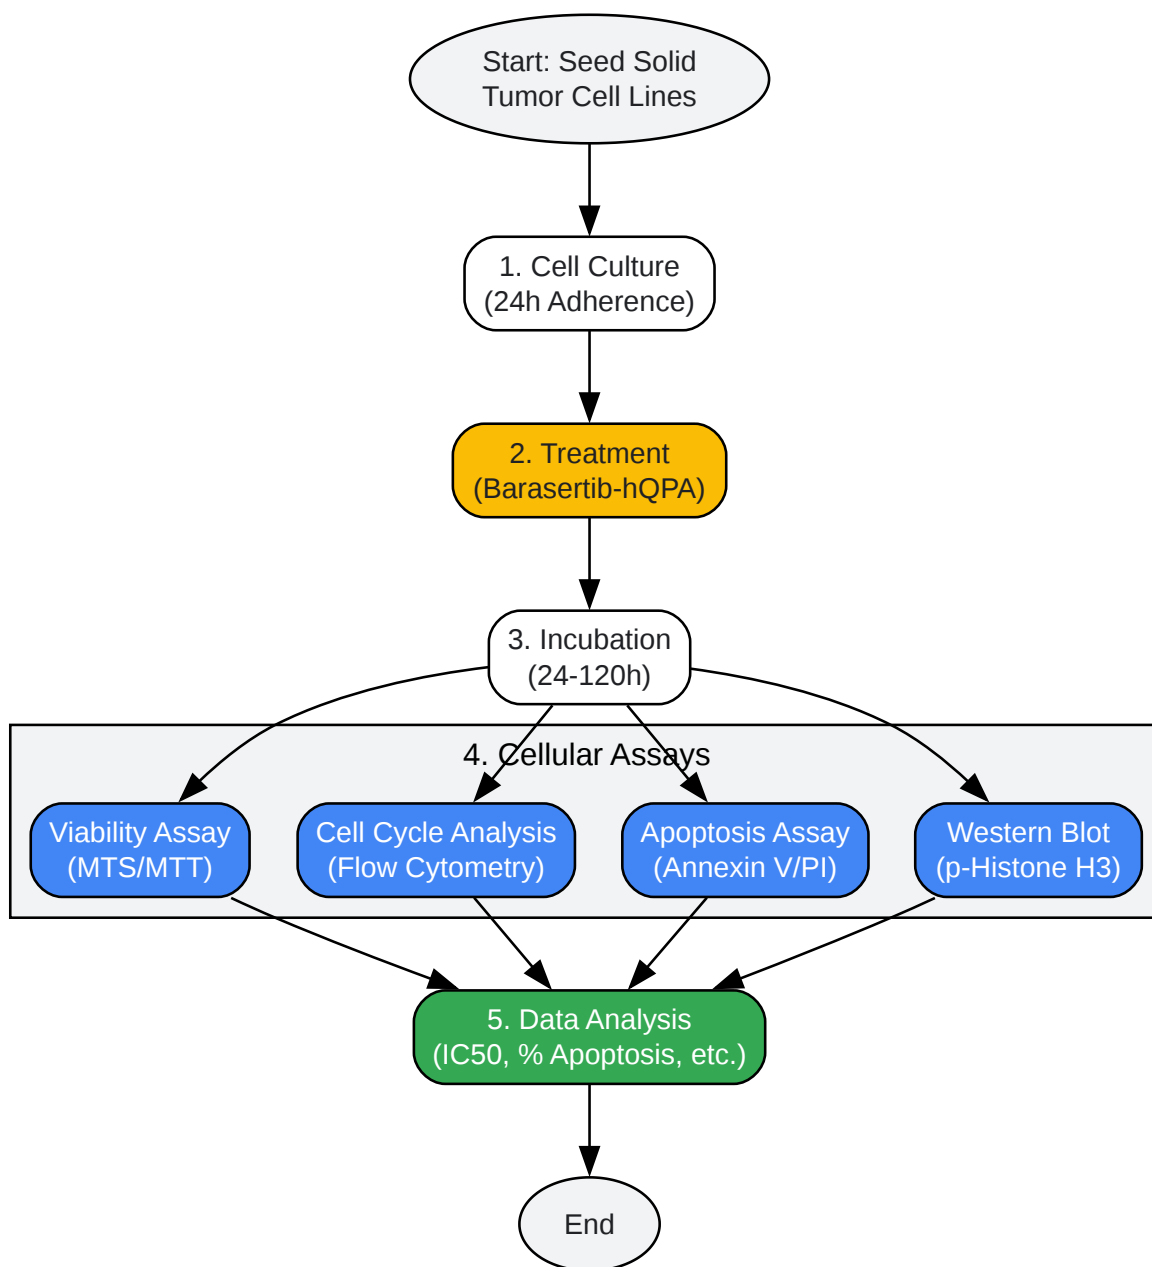 Start: Seed Solid
Tumor Cell Lines
1. Cell Culture
(24h Adherence)
2. Treatment
(Barasertib-hQPA)
3. Incubation
(24-120h)
4. Cellular Assays
Viability Assay
(MTS/MTT)
Cell Cycle Analysis
(Flow Cytometry)
Apoptosis Assay
(Annexin V/PI)
Western Blot
(p-Histone H3)
5. Data Analysis
(IC50, % Apoptosis, etc.)
End